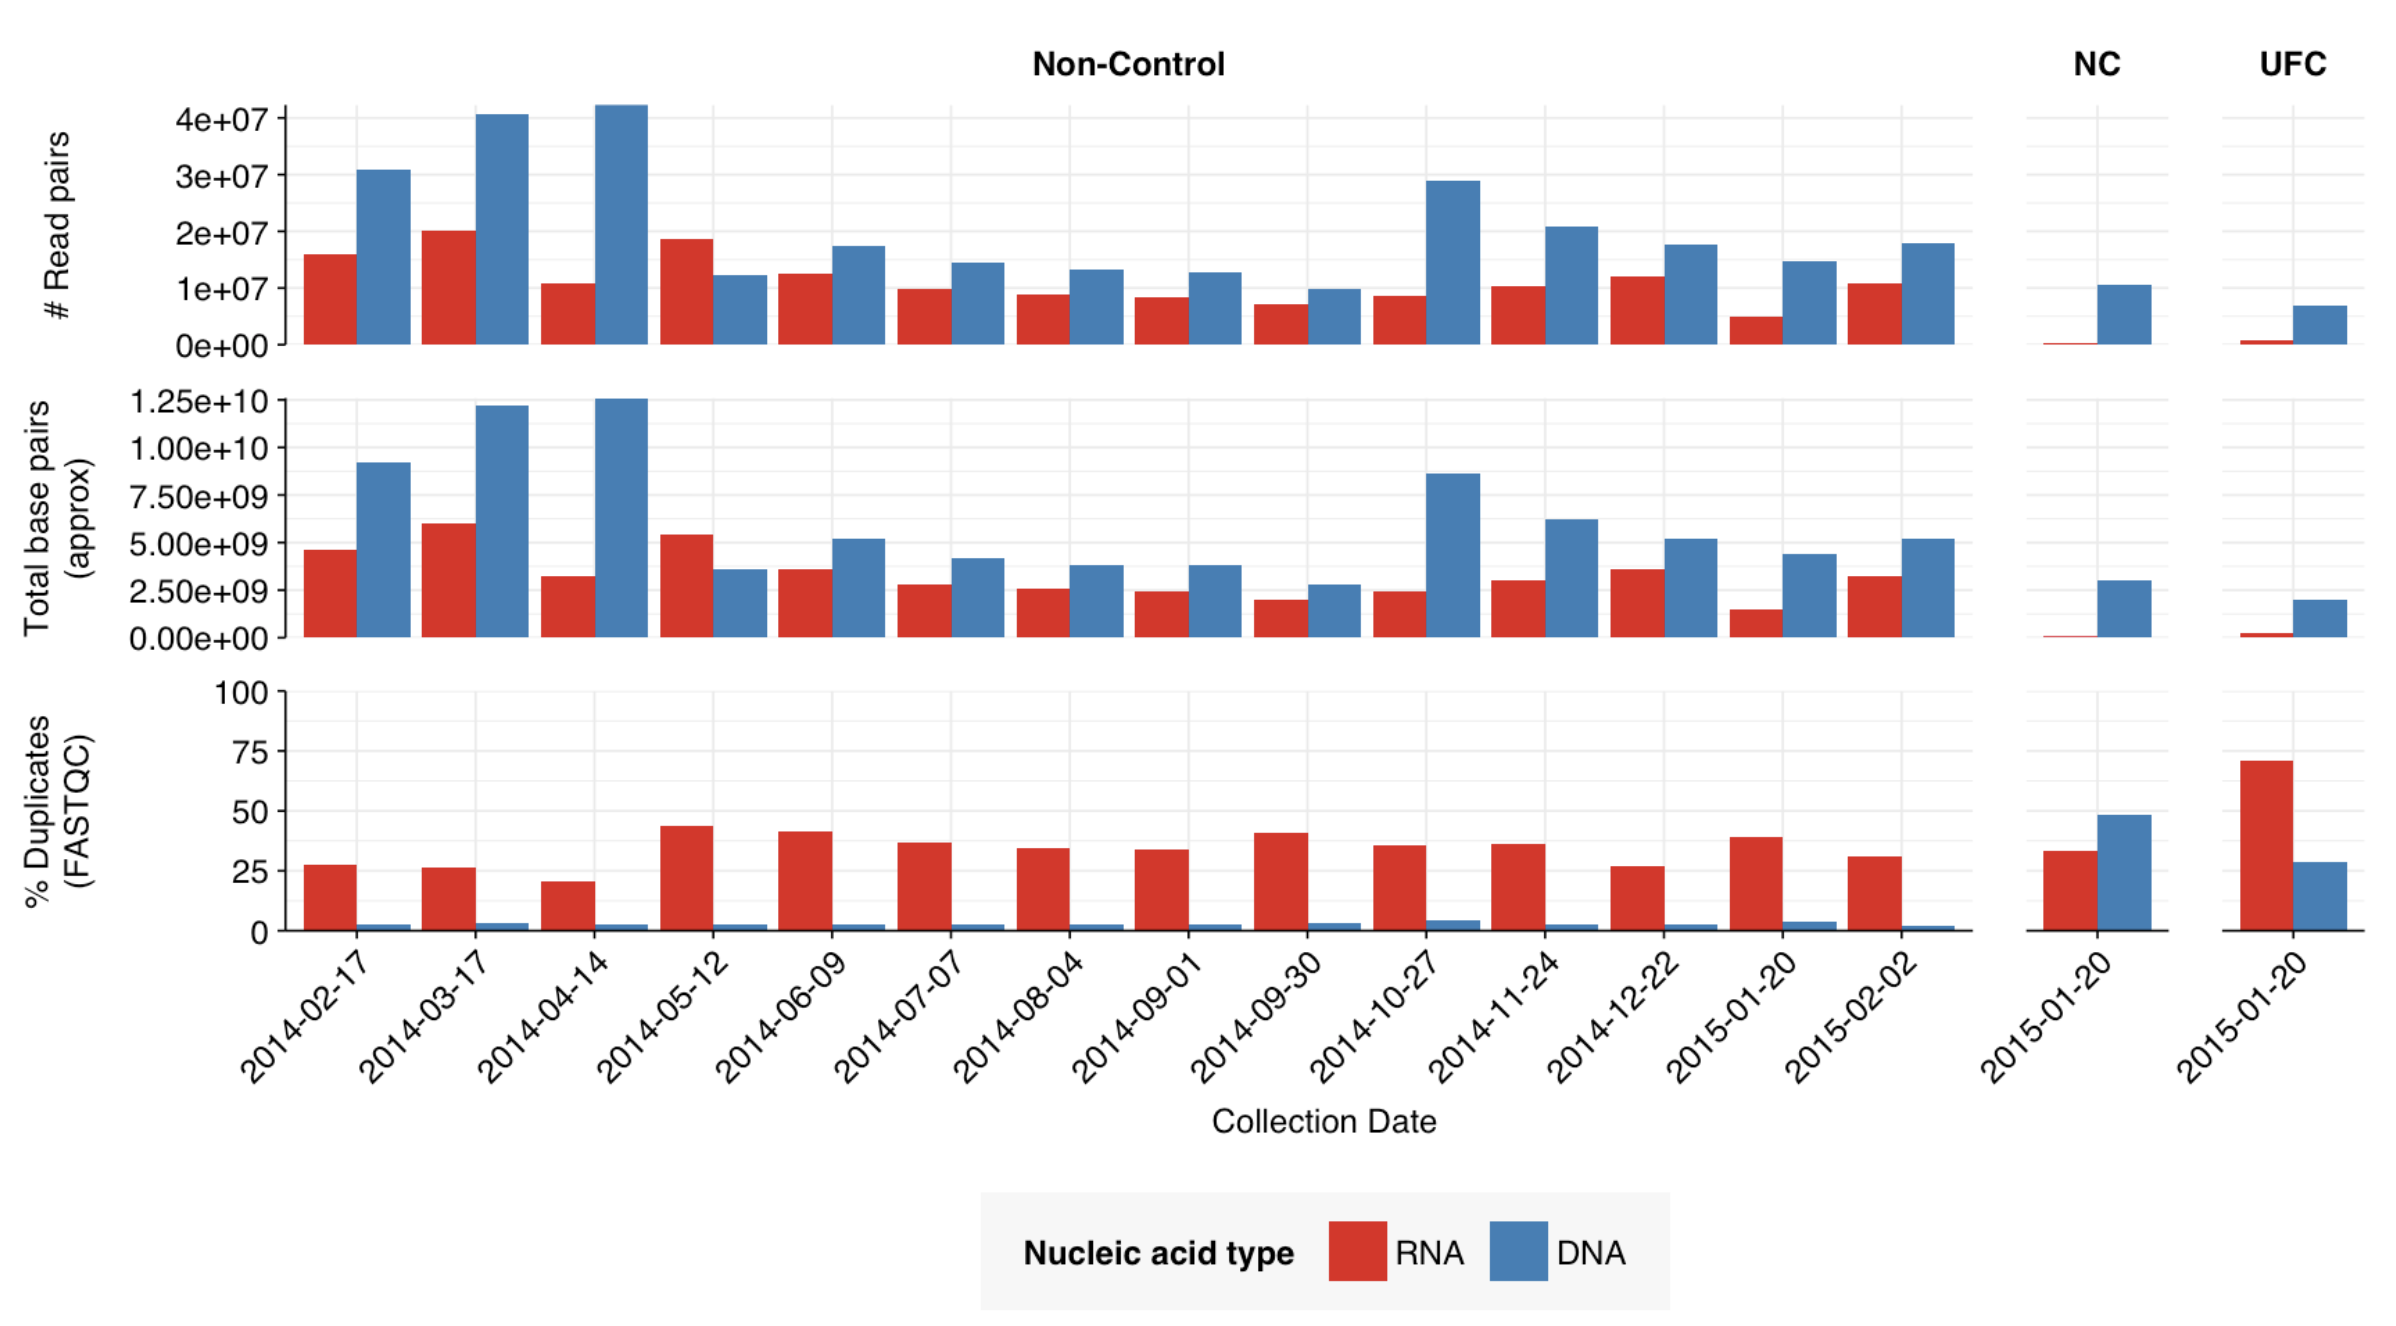 Non-Control
NC
UFC
# Read pairs
4e+07
3e+07
2e+07
1e+07
0e+00
Total base pairs
(approx)
1.25e+10
1.00e+10
7.50e+09
5.00e+09
2.50e+09
0.00e+00
% Duplicates
(FASTQC)
100
75
50
25
0
2014-02-17
2014-03-17
2014-04-14
2014-05-12
2014-06-09
2014-07-07
2014-08-04
2014-09-01
2014-09-30
2014-10-27
2014-11-24
2014-12-22
2015-01-20
2015-02-02
2015-01-20
2015-01-20
Collection Date
Nucleic acid type
RNA
DNA